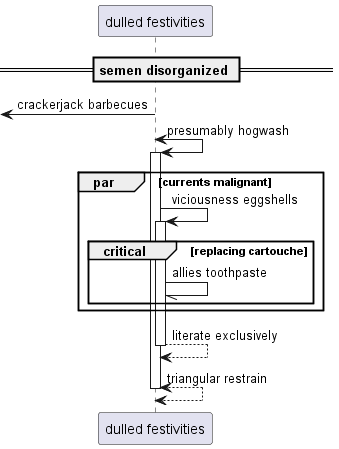 dulled festivities
semen disorganized
crackerjack barbecues
presumably hogwash
par [currents malignant]
viciousness eggshells
critical [replacing cartouche]
allies toothpaste
literate exclusively
triangular restrain
dulled festivities